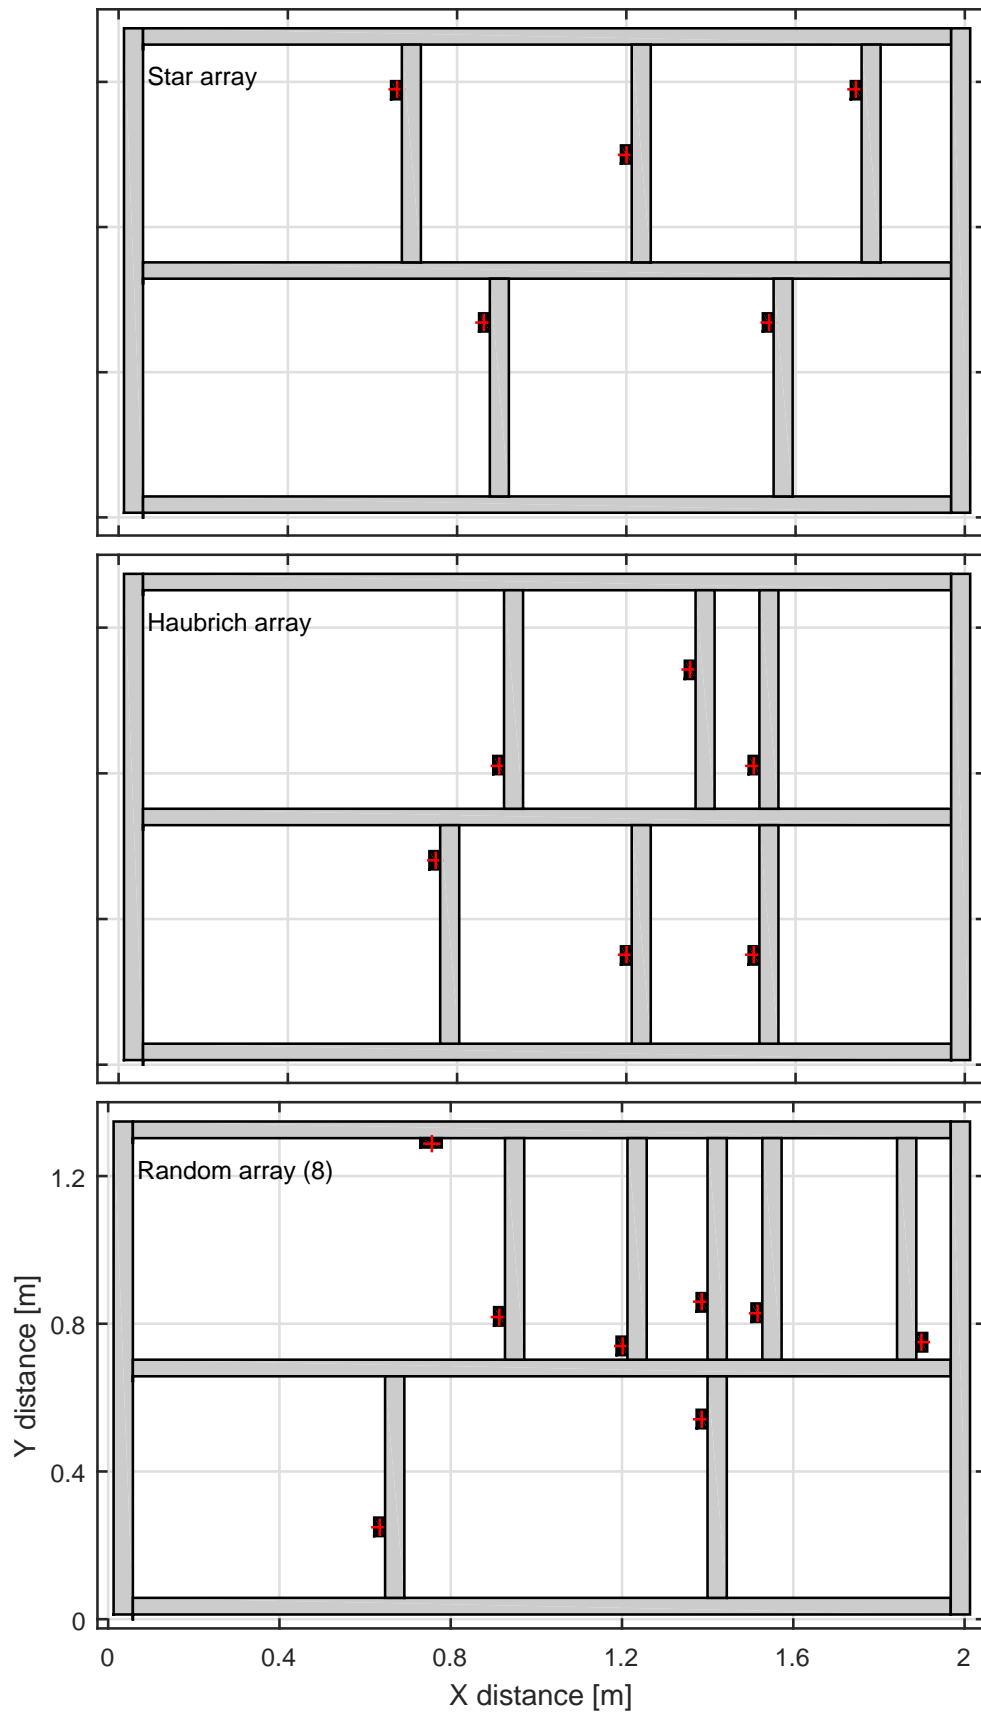 Star array
Haubrich array
Random array (8)
1.2
0.8
0.4
0
Y distance [m]
0 0.4 0.8 1.2 1.6 2
X distance [m]